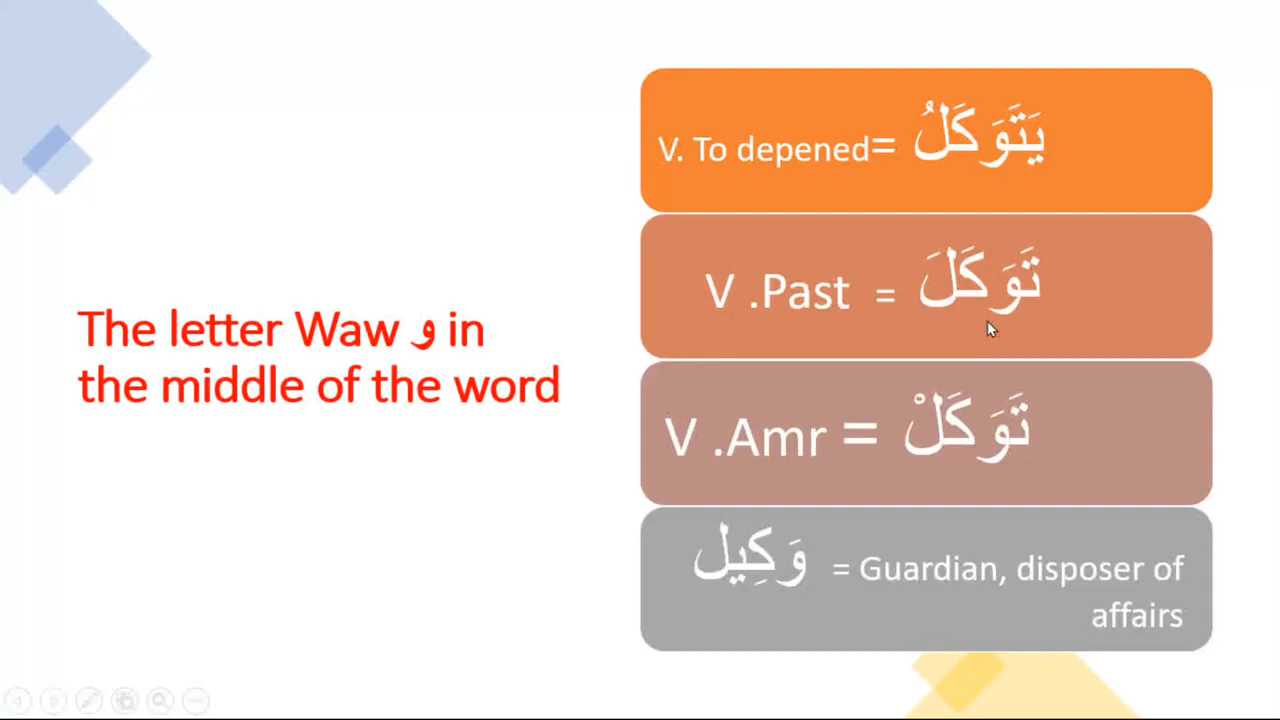 The letter Waw و in
the middle of the word
V. To depened= يَتَوَكَلُ
V .Past = تَوَكَلَ
V .Amr = تَوَكَلْ
وَكِيل = Guardian, disposer of
affairs